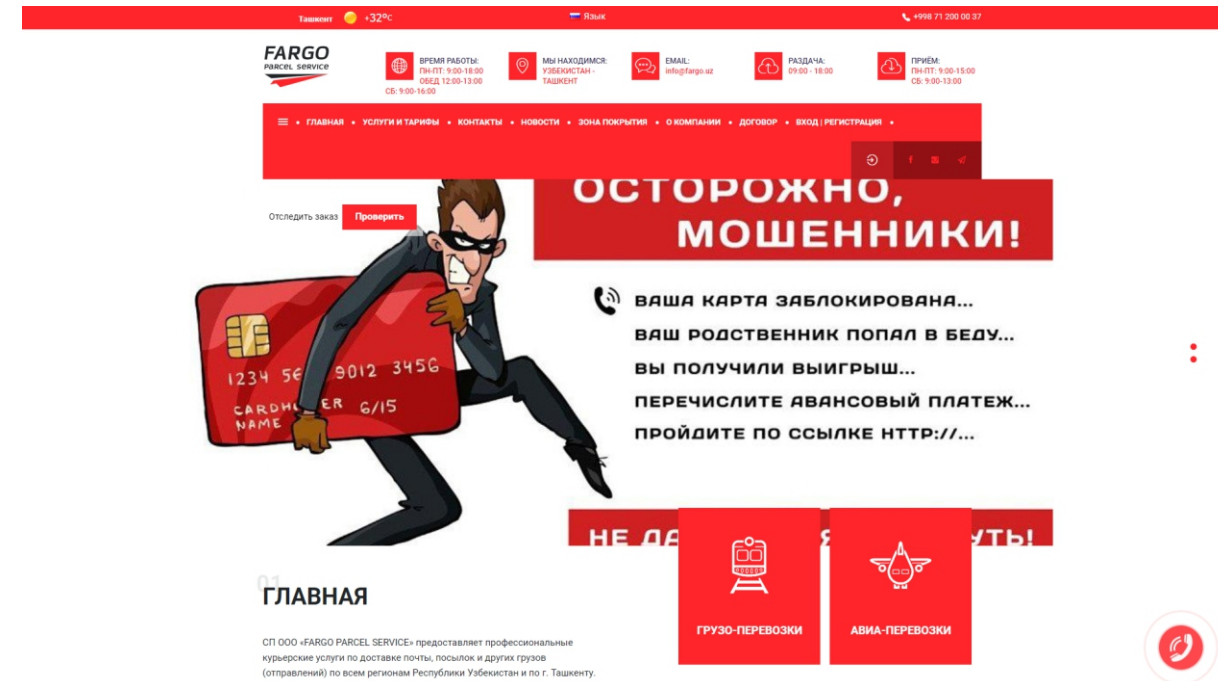 Ташкент +32°C
Язык
+998 71 200 00 37
FARGO
PARCEL SERVICE
ВРЕМЯ РАБОТЫ:
ПН-ПТ: 9:00-18:00
ОБЕД 12:00-13:00
СБ: 9:00-16:00
МЫ НАХОДИМСЯ:
УЗБЕКИСТАН -
ТАШКЕНТ
EMAIL:
info@fargo.uz
РАЗДАЧА:
09:00 - 18:00
ПРИЁМ:
ПН-ПТ: 9:00-15:00
СБ: 9:00-13:00
ГЛАВНАЯ • УСЛУГИ И ТАРИФЫ • КОНТАКТЫ • НОВОСТИ • ЗОНА ПОКРЫТИЯ • О КОМПАНИИ • ДОГОВОР • ВХОД | РЕГИСТРАЦИЯ •
Отследить заказ Проверить
ОСТОРОЖНО,
МОШЕННИКИ!
ВАША КАРТА ЗАБЛОКИРОВАНА...
ВАШ РОДСТВЕННИК ПОПАЛ В БЕДУ...
ВЫ ПОЛУЧИЛИ ВЫИГРЫШ...
ПЕРЕЧИСЛИТЕ АВАНСОВЫЙ ПЛАТЕЖ...
ПРОЙДИТЕ ПО ССЫЛКЕ HTTP://...
1234 56 9012 3456
6/15
NAME
НЕ
01
ГЛАВНАЯ
СП ООО «FARGO PARCEL SERVICE» предоставляет профессиональные
курьерские услуги по доставке почты, посылок и других грузов
(отправлений) по всем регионам Республики Узбекистан и по г. Ташкенту.
ГРУЗО-ПЕРЕВОЗКИ
АВИА-ПЕРЕВОЗКИ